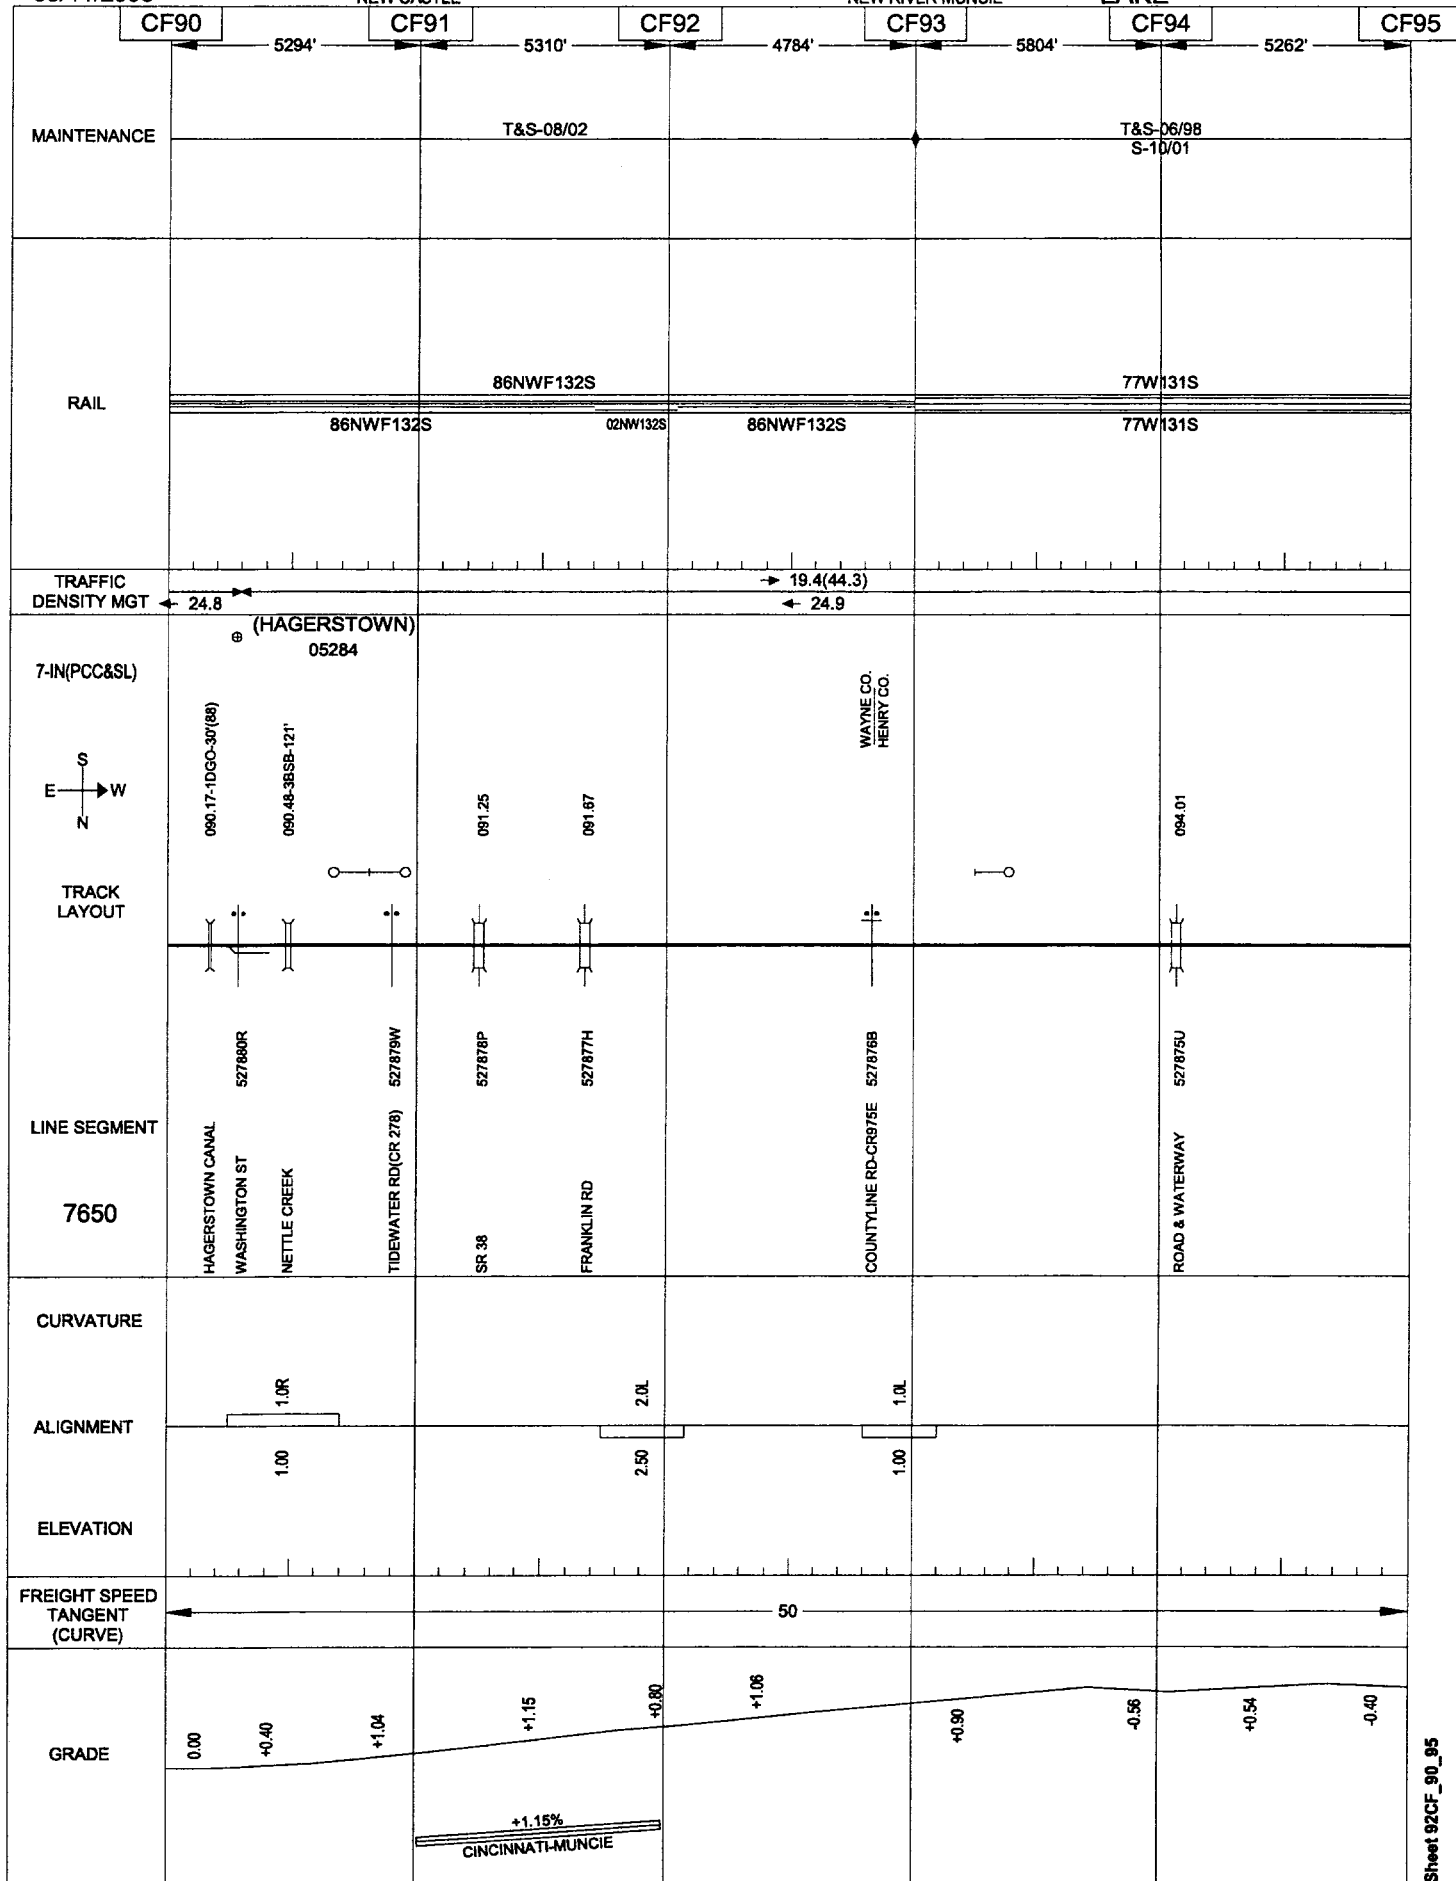 NEW CASTLE
NEW RIVER MUNCIE
LAKE
CF90 CF91 CF92 CF93 CF94 CF95
5294' 5310' 4784' 5804' 5262'
MAINTENANCE
T&S-08/02
T&S-06/98
S-10/01
RAIL
86NWF132S
77W131S
86NWF132S
02NW132S
86NWF132S
77W131S
TRAFFIC
DENSITY MGT
19.4(44.3)
24.8
24.9
(HAGERSTOWN)
05284
7-IN(PCC&SL)
S
E W
N
090.17-1DGO-30'(88)
090.48-3BSB-121'
091.25
091.67
WAYNE CO.
HENRY CO.
094.01
TRACK
LAYOUT
LINE SEGMENT
7650
HAGERSTOWN CANAL
WASHINGTON ST 527880R
NETTLE CREEK
TIDEWATER RD(CR 278) 527879W
SR 38 527878P
FRANKLIN RD 527877H
COUNTYLINE RD-CR975E 527876B
ROAD & WATERWAY 527875U
CURVATURE
1.0R
2.0L
1.0L
ALIGNMENT
1.00
2.50
1.00
ELEVATION
FREIGHT SPEED
TANGENT
(CURVE)
50
GRADE
0.00
+0.40
+1.04
+1.15
+0.80
+1.06
+0.90
-0.56
+0.54
-0.40
+1.15%
CINCINNATI-MUNCIE
Sheet 92CF_90_95